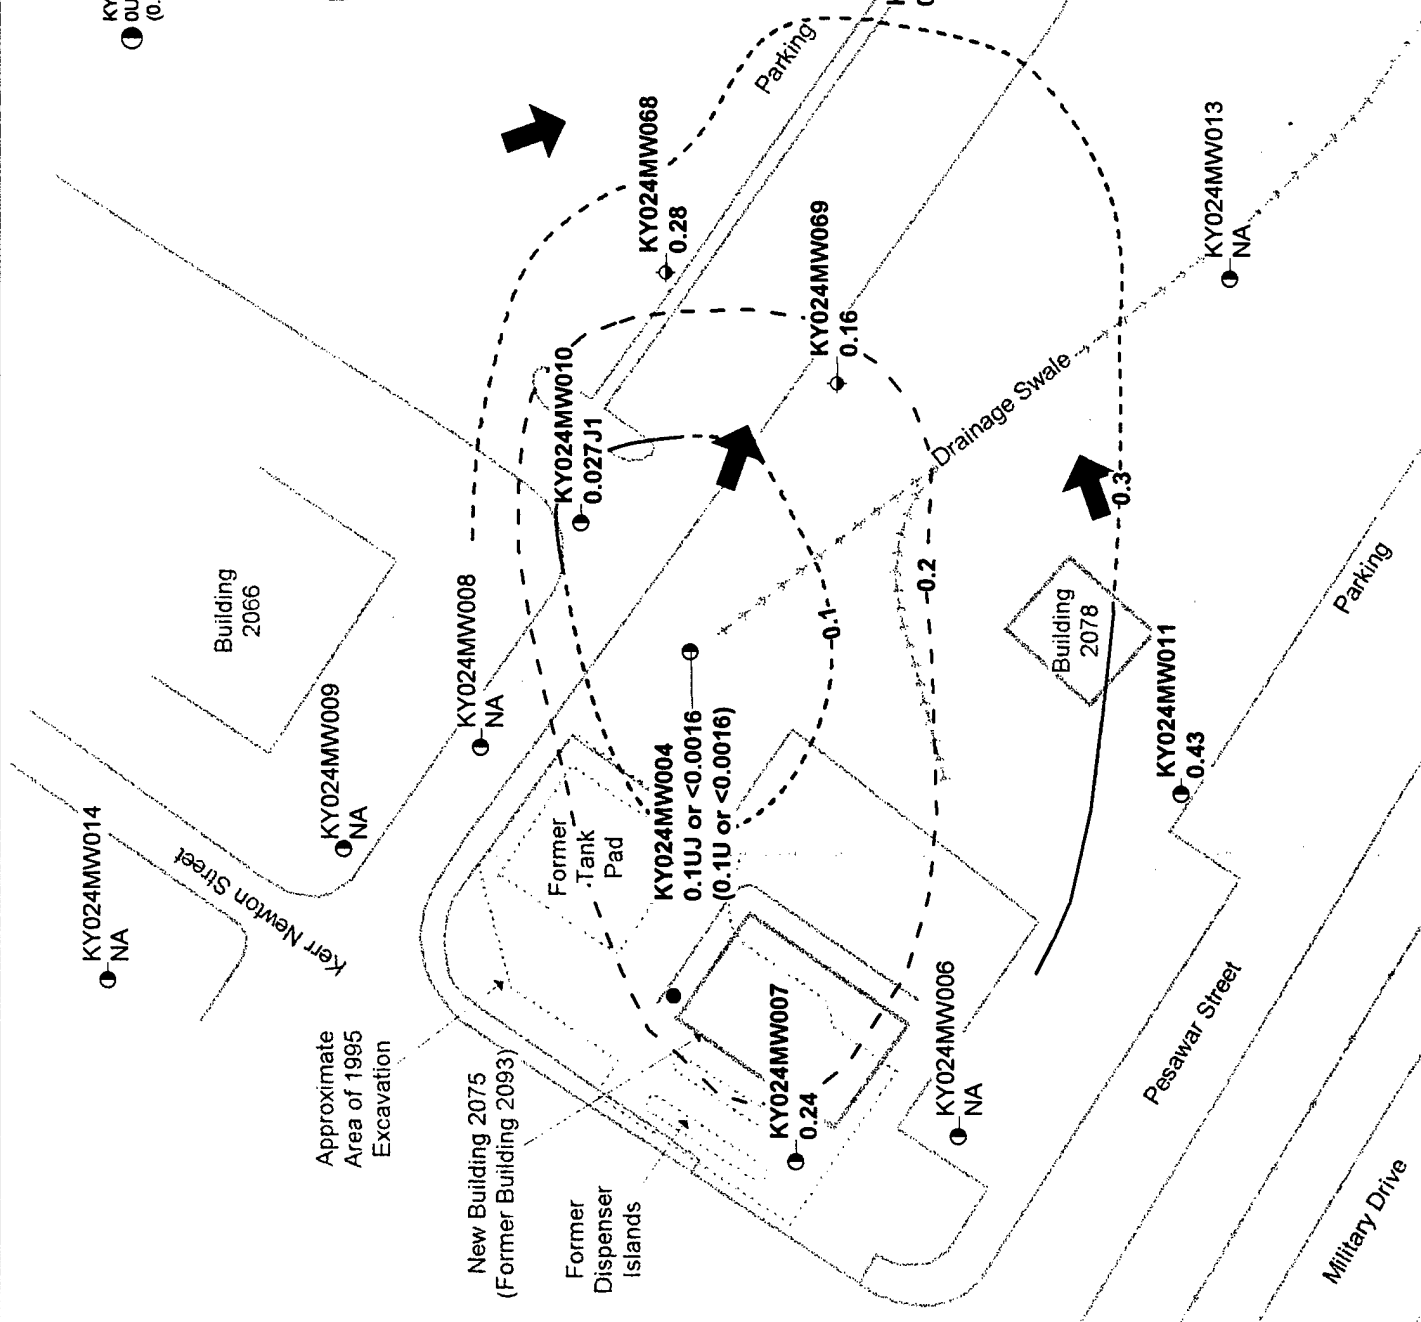 KY
0U
(0.
Parking
KY024MW068
0.28
KY024MW013
NA
KY024MW069
0.16
KY024MW010
0.027J1
Drainage Swale
0.3
Building
2066
KY024MW008
NA
KY024MW009
NA
KY024MW014
NA
Kerr Newton Street
0.2
0.1
Building
2078
Parking
KY024MW011
0.43
KY024MW004
0.1UJ or <0.0016
(0.1U or <0.0016)
Former
Tank
Pad
Approximate
Area of 1995
Excavation
New Building 2075
(Former Building 2093)
Former
Dispenser
Islands
KY024MW007
0.24
KY024MW006
NA
Pesawar Street
Military Drive